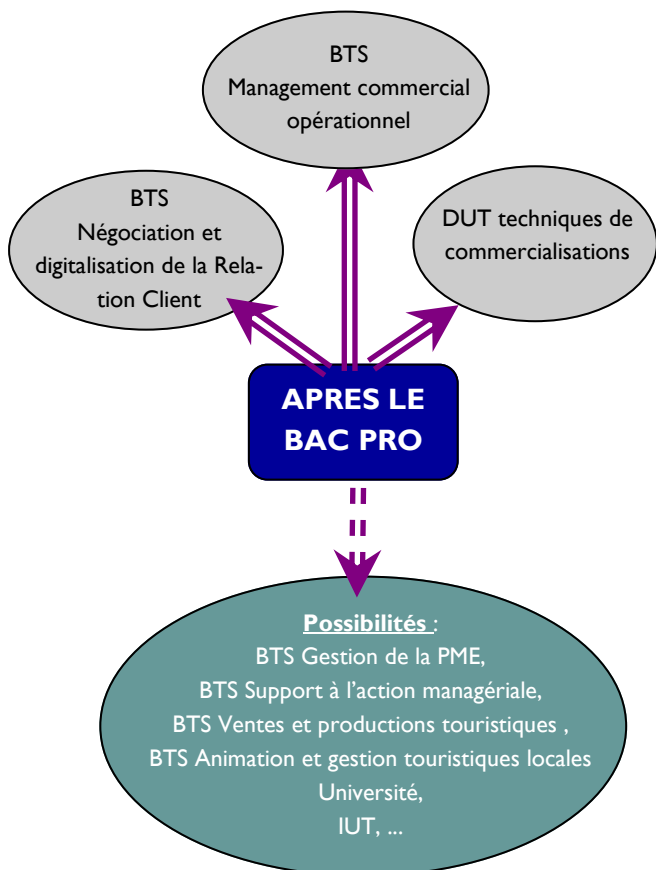 BTS
Management commercial
opérationnel
BTS
Négociation et
digitalisation de la Rela-
tion Client
DUT techniques de
commercialisations
APRES LE
BAC PRO
Possibilités :
BTS Gestion de la PME,
BTS Support à l’action managériale,
BTS Ventes et productions touristiques ,
BTS Animation et gestion touristiques locales
Université,
IUT, ...